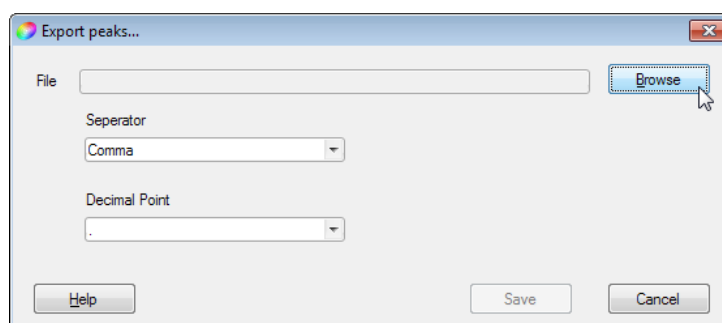 Export peaks...
File
Browse
Seperator
Comma
Decimal Point
.
Help
Save
Cancel